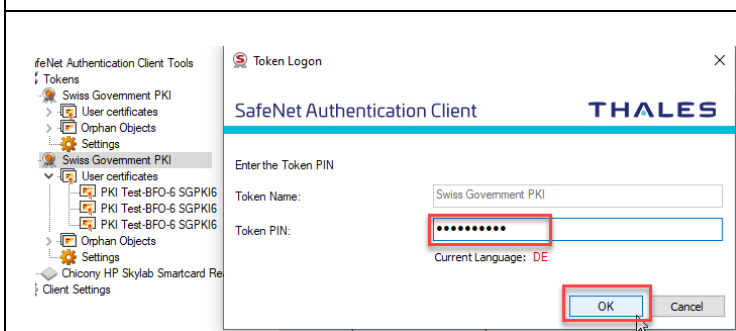 feNet Authentication Client Tools
Tokens
Swiss Government PKI
User certificates
Orphan Objects
Settings
Swiss Government PKI
User certificates
PKI Test-BFO-6 SGPKI6
PKI Test-BFO-6 SGPKI6
PKI Test-BFO-6 SGPKI6
Orphan Objects
Settings
Chicony HP Skylab Smartcard Re
Client Settings
Token Logon
SafeNet Authentication Client THALES
Enter the Token PIN
Token Name: Swiss Government PKI
Token PIN: ••••••••••
Current Language: DE
OK Cancel